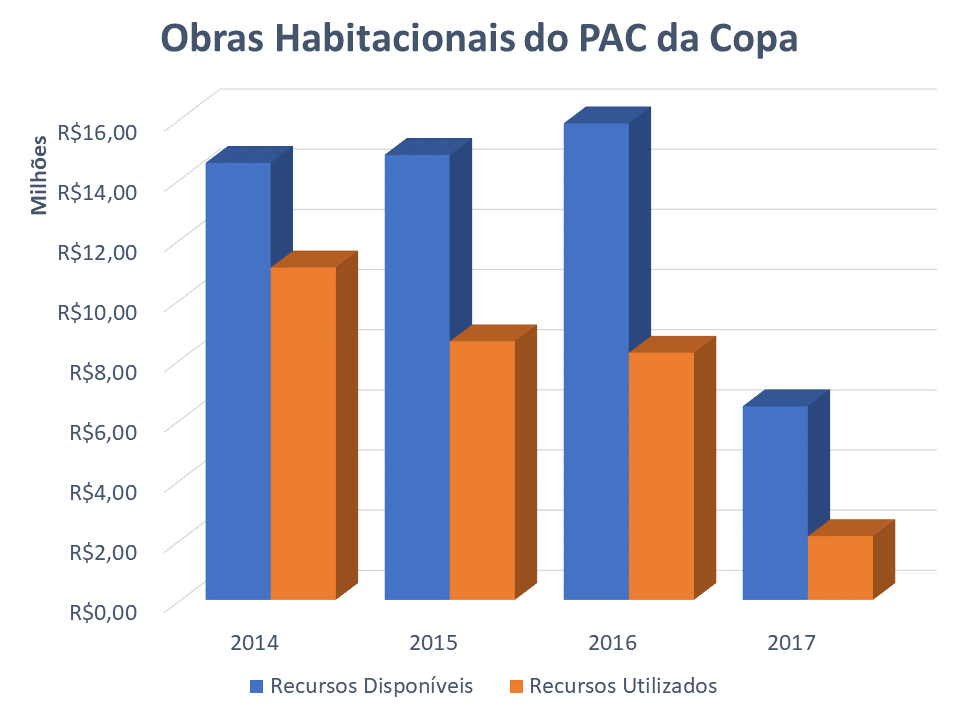 Obras Habitacionais do PAC da Copa
Milhões
R$16,00
R$14,00
R$12,00
R$10,00
R$8,00
R$6,00
R$4,00
R$2,00
R$0,00
2014 2015 2016 2017
Recursos Disponíveis Recursos Utilizados